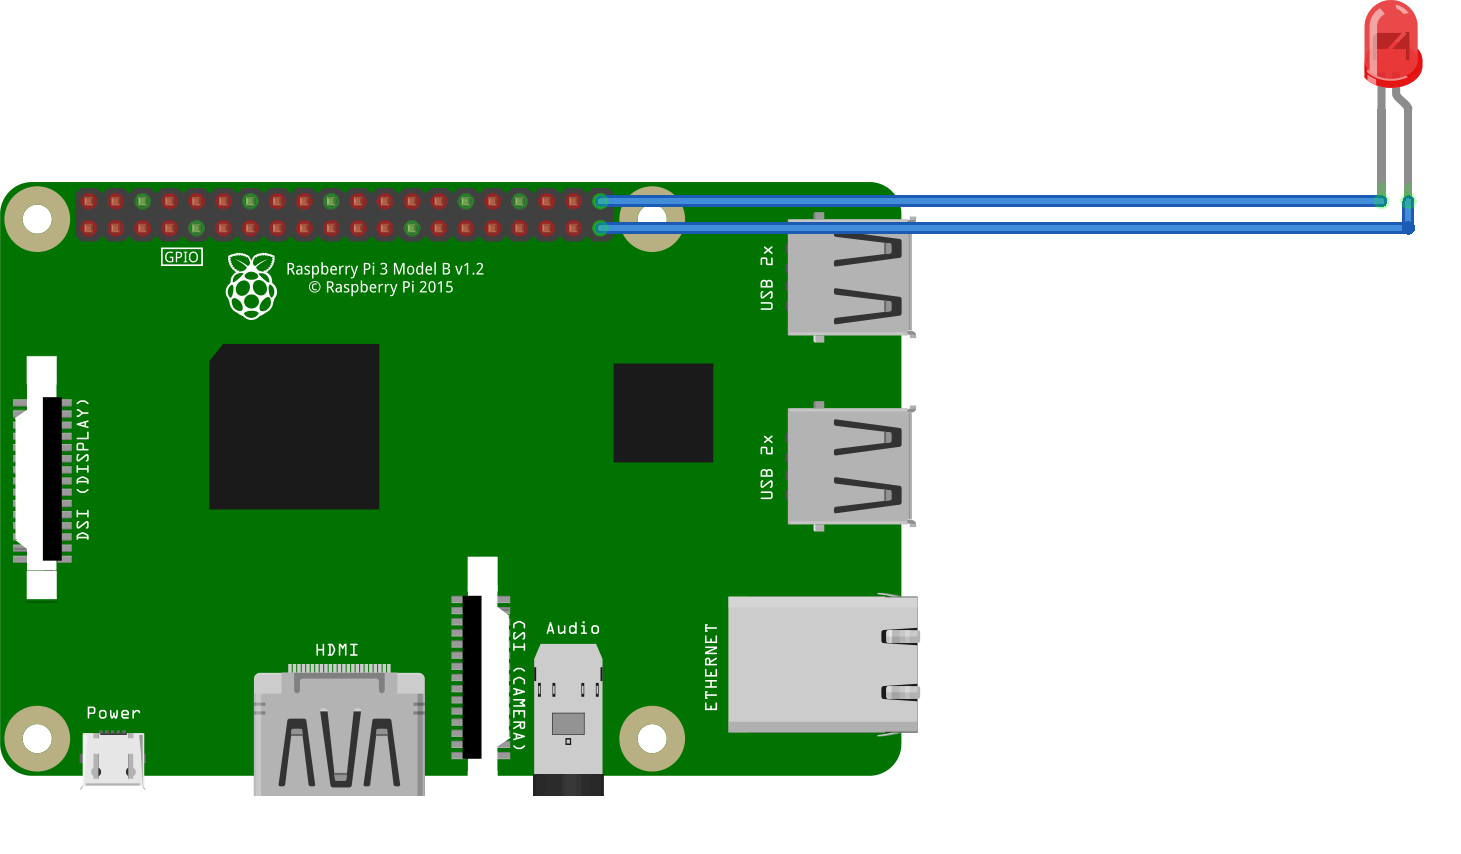 GPIO
Raspberry Pi 3 Model B v1.2
© Raspberry Pi 2015
USB 2x
DSI (DISPLAY)
USB 2x
HDMI
CSI (CAMERA)
Audio
ETHERNET
Power